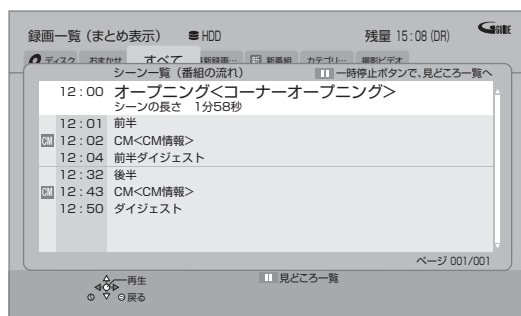 録画一覧（まとめ表示） HDD 残量 15:08 (DR) G GUIDE
ディスク おまかせ すべて 最新録画… 新 新番組 カテゴリ… 撮影ビデオ
シーン一覧（番組の流れ） 一時停止ボタンで、見どころ一覧へ
12:00 オープニング<コーナーオープニング>
シーンの長さ 1分58秒
12:01 前半
CM 12:02 CM<CM情報>
12:04 前半ダイジェスト
12:32 後半
CM 12:43 CM<CM情報>
12:50 ダイジェスト
ページ 001/001
再生 見どころ一覧
戻る